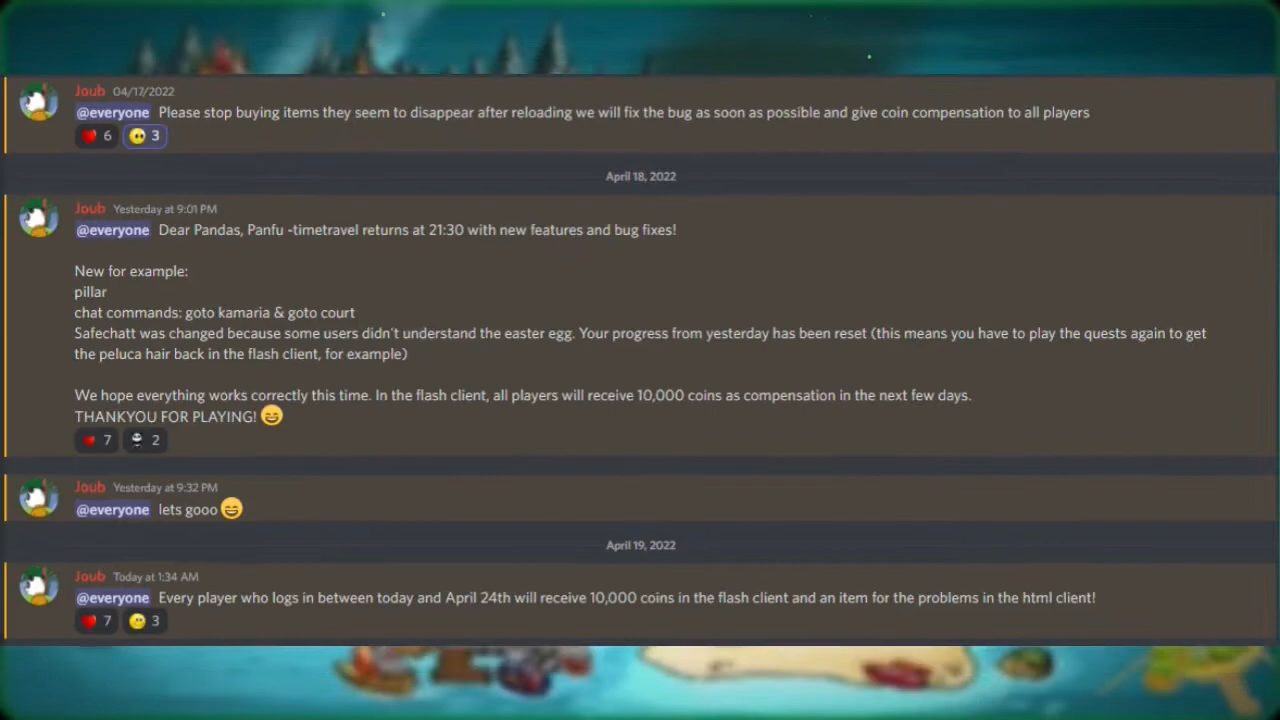 Joub 04/17/2022
@everyone Please stop buying items they seem to disappear after reloading we will fix the bug as soon as possible and give coin compensation to all players
6 3
April 18, 2022
Joub Yesterday at 9:01 PM
@everyone Dear Pandas, Panfu -timetravel returns at 21:30 with new features and bug fixes!
New for example:
pillar
chat commands: goto kamaria & goto court
Safechatt was changed because some users didn't understand the easter egg. Your progress from yesterday has been reset (this means you have to play the quests again to get
the peluca hair back in the flash client, for example)
We hope everything works correctly this time. In the flash client, all players will receive 10,000 coins as compensation in the next few days.
THANKYOU FOR PLAYING! 😄
7 2
Joub Yesterday at 9:32 PM
@everyone lets gooo 😄
April 19, 2022
Joub Today at 1:34 AM
@everyone Every player who logs in between today and April 24th will receive 10,000 coins in the flash client and an item for the problems in the html client!
7 3